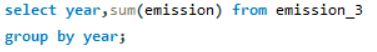 select year,sum(emission) from emission_3
group by year;